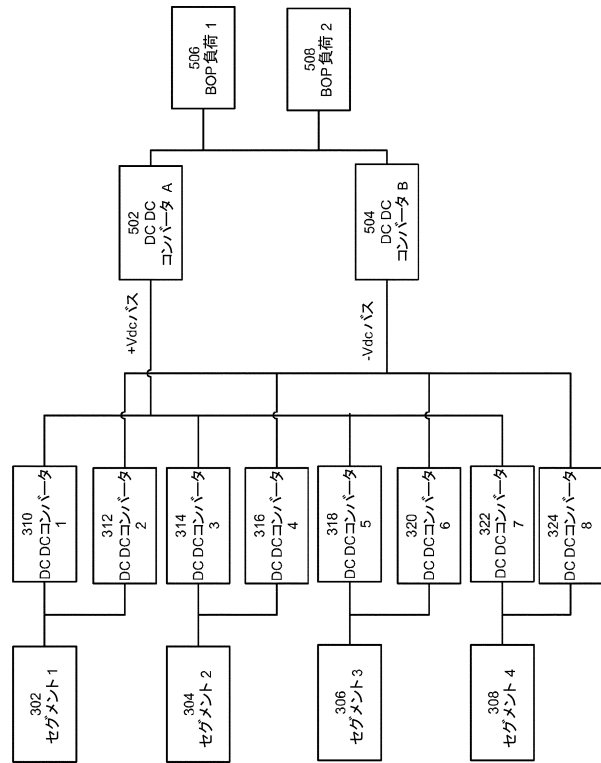 506
BOP 負荷 1
508
BOP 負荷 2
502
DC DC
コンバータ A
504
DC DC
コンバータ B
+Vdcバス
-Vdcバス
310
DC DCコンバータ
1
312
DC DCコンバータ
2
314
DC DCコンバータ
3
316
DC DCコンバータ
4
318
DC DCコンバータ
5
320
DC DCコンバータ
6
322
DC DCコンバータ
7
324
DC DCコンバータ
8
302
セグメント1
304
セグメント 2
306
セグメント3
308
セグメント 4